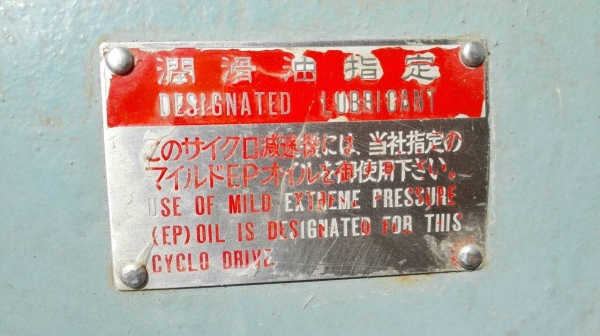 潤滑油指定
DESIGNATED LUBRICANT
このサイクロ減速機には、当社指定の
マイルドEPオイルを御使用下さい。
USE OF MILD EXTREME PRESSURE
(EP) OIL IS DESIGNATED FOR THIS
CYCLO DRIVE